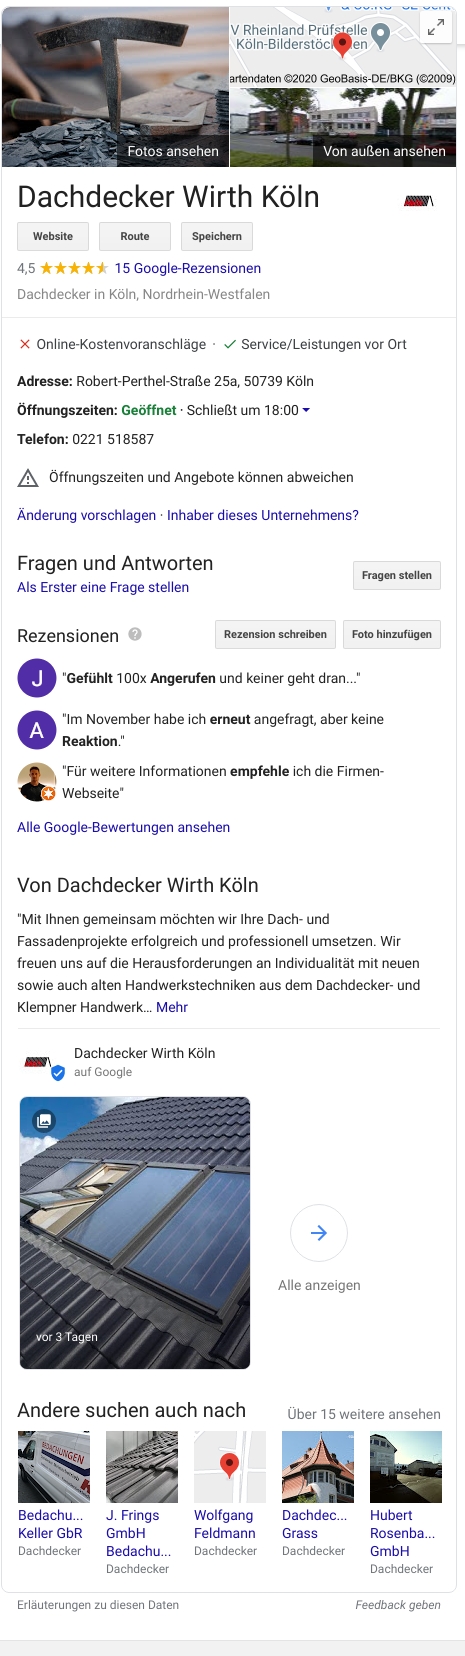 V Rheinland Prüfstelle
Köln-Bilderstöc
artendaten ©2020 GeoBasis-DE/BKG (©2009)
Fotos ansehen
Von außen ansehen
Dachdecker Wirth Köln
Website
Route
Speichern
4,5 15 Google-Rezensionen
Dachdecker in Köln, Nordrhein-Westfalen
Online-Kostenvoranschläge · Service/Leistungen vor Ort
Adresse: Robert-Perthel-Straße 25a, 50739 Köln
Öffnungszeiten: Geöffnet · Schließt um 18:00
Telefon: 0221 518587
Öffnungszeiten und Angebote können abweichen
Änderung vorschlagen · Inhaber dieses Unternehmens?
Fragen und Antworten
Als Erster eine Frage stellen
Fragen stellen
Rezensionen ?
Rezension schreiben
Foto hinzufügen
J
"Gefühlt 100x Angerufen und keiner geht dran..."
A
"Im November habe ich erneut angefragt, aber keine
Reaktion."
"Für weitere Informationen empfehle ich die Firmen-
Webseite"
Alle Google-Bewertungen ansehen
Von Dachdecker Wirth Köln
"Mit Ihnen gemeinsam möchten wir Ihre Dach- und
Fassadenprojekte erfolgreich und professionell umsetzen. Wir
freuen uns auf die Herausforderungen an Individualität mit neuen
sowie auch alten Handwerkstechniken aus dem Dachdecker- und
Klempner Handwerk… Mehr
Dachdecker Wirth Köln
auf Google
vor 3 Tagen
Alle anzeigen
Andere suchen auch nach
Über 15 weitere ansehen
BEDACHUNGEN
Bedachu...
Keller GbR
Dachdecker
J. Frings
GmbH
Bedachu...
Dachdecker
Wolfgang
Feldmann
Dachdecker
Dachdec...
Grass
Dachdecker
Hubert
Rosenba...
GmbH
Dachdecker
Erläuterungen zu diesen Daten
Feedback geben